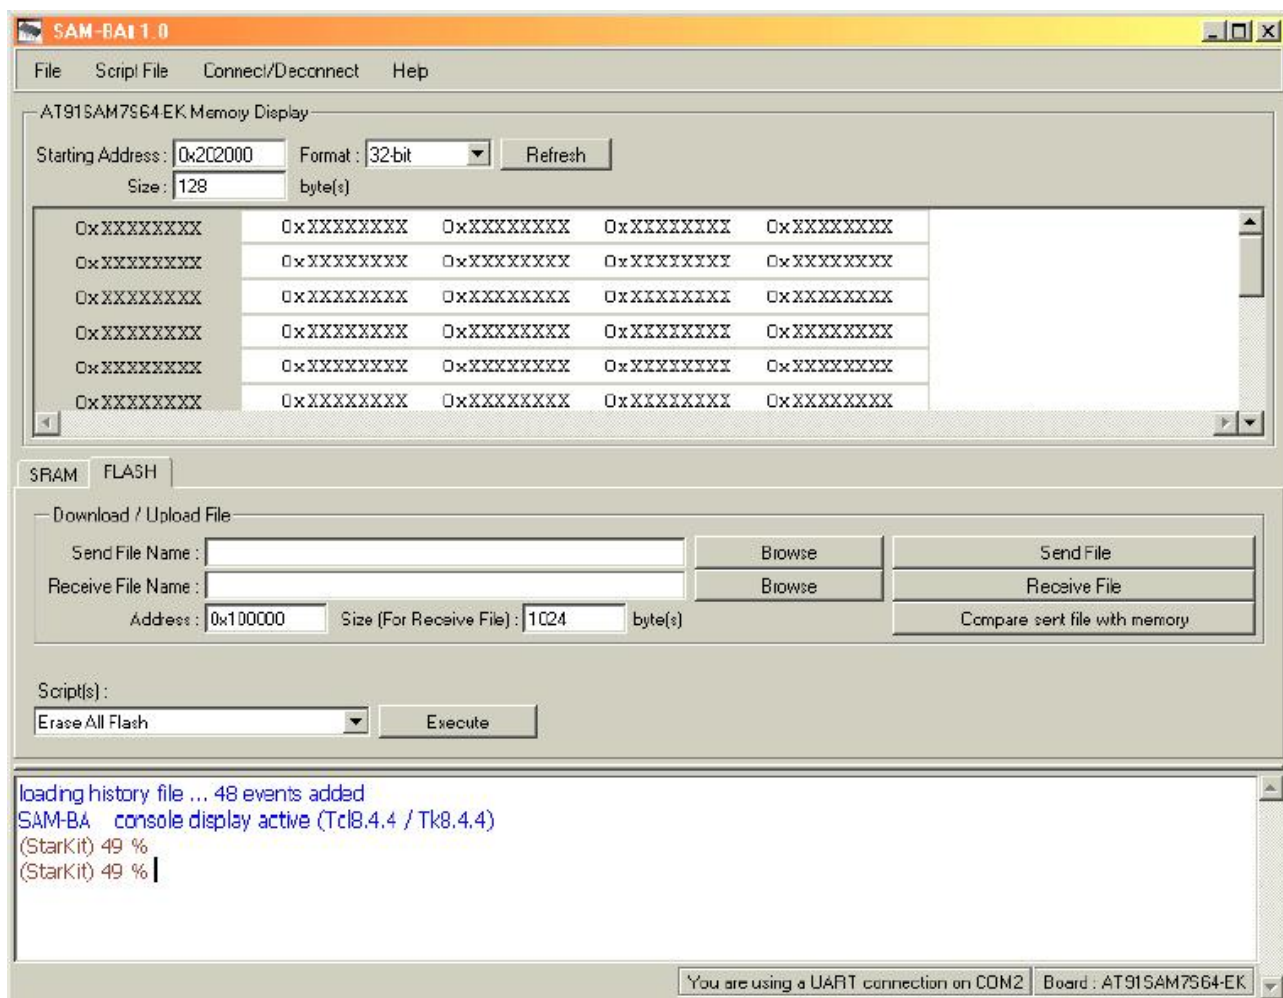 SAM-BA 1.0
File Script File Connect/Deconnect Help
AT91SAM7S64-EK Memory Display
Starting Address : 0x202000 Format : 32-bit Refresh
Size : 128 byte(s)
0xXXXXXXXX 0xXXXXXXXX 0xXXXXXXXX 0xXXXXXXXX 0xXXXXXXXX
0xXXXXXXXX 0xXXXXXXXX 0xXXXXXXXX 0xXXXXXXXX 0xXXXXXXXX
0xXXXXXXXX 0xXXXXXXXX 0xXXXXXXXX 0xXXXXXXXX 0xXXXXXXXX
0xXXXXXXXX 0xXXXXXXXX 0xXXXXXXXX 0xXXXXXXXX 0xXXXXXXXX
0xXXXXXXXX 0xXXXXXXXX 0xXXXXXXXX 0xXXXXXXXX 0xXXXXXXXX
0xXXXXXXXX 0xXXXXXXXX 0xXXXXXXXX 0xXXXXXXXX 0xXXXXXXXX
SRAM FLASH
Download / Upload File
Send File Name : Browse Send File
Receive File Name : Browse Receive File
Address : 0x100000 Size (For Receive File) : 1024 byte(s) Compare sent file with memory
Script(s) :
Erase All Flash Execute
loading history file ... 48 events added
SAM-BA console display active (Tcl8.4.4 / Tk8.4.4)
(StarKit) 49 %
(StarKit) 49 %
You are using a UART connection on COM2 Board : AT91SAM7S64-EK